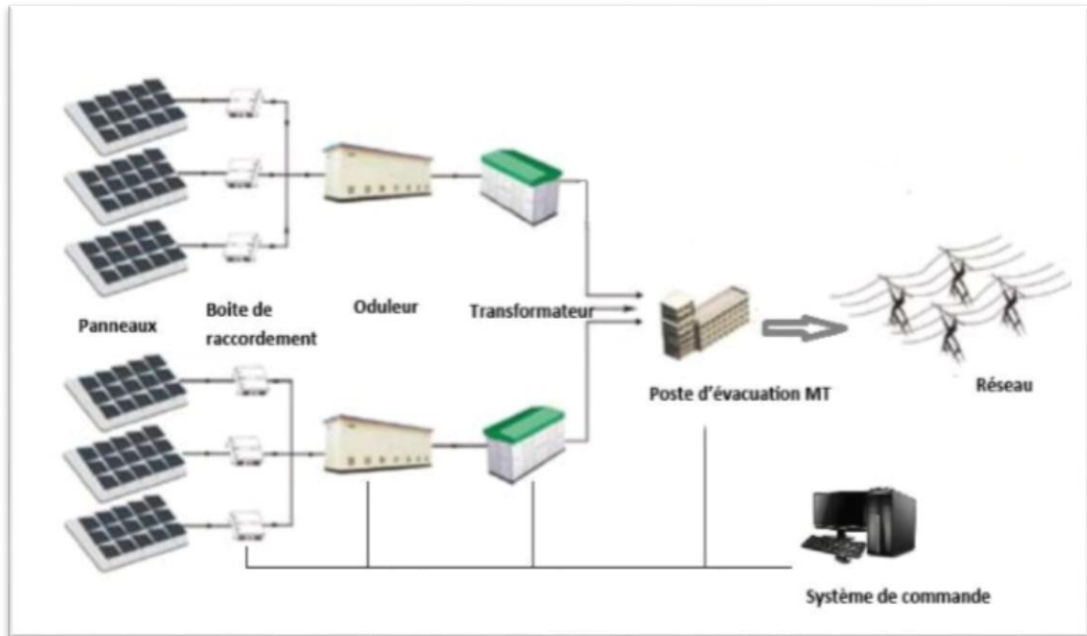 Panneaux
Boite de
raccordement
Oduleur
Transformateur
Poste d'évacuation MT
Réseau
Système de commande